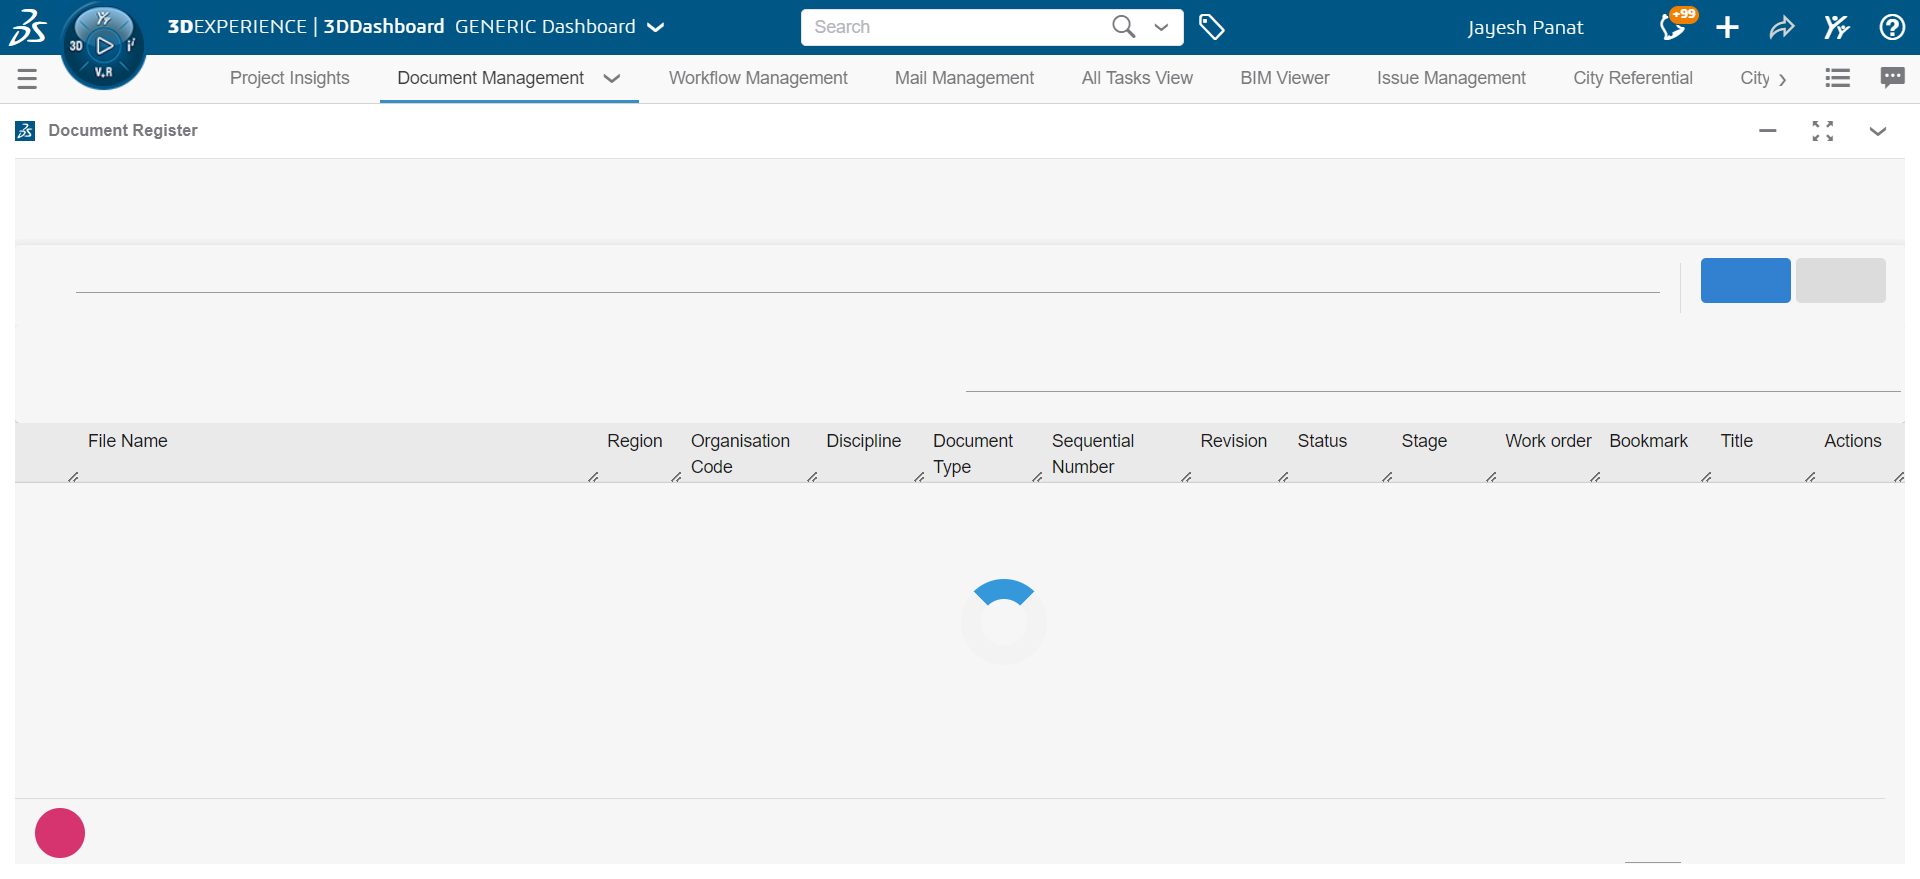 3DEXPERIENCE | 3DDashboard GENERIC Dashboard
Search
Jayesh Panat
+99
3D
V.R
Project Insights
Document Management
Workflow Management
Mail Management
All Tasks View
BIM Viewer
Issue Management
City Referential
City
Document Register
File Name
Region
Organisation Code
Discipline
Document Type
Sequential Number
Revision
Status
Stage
Work order
Bookmark
Title
Actions